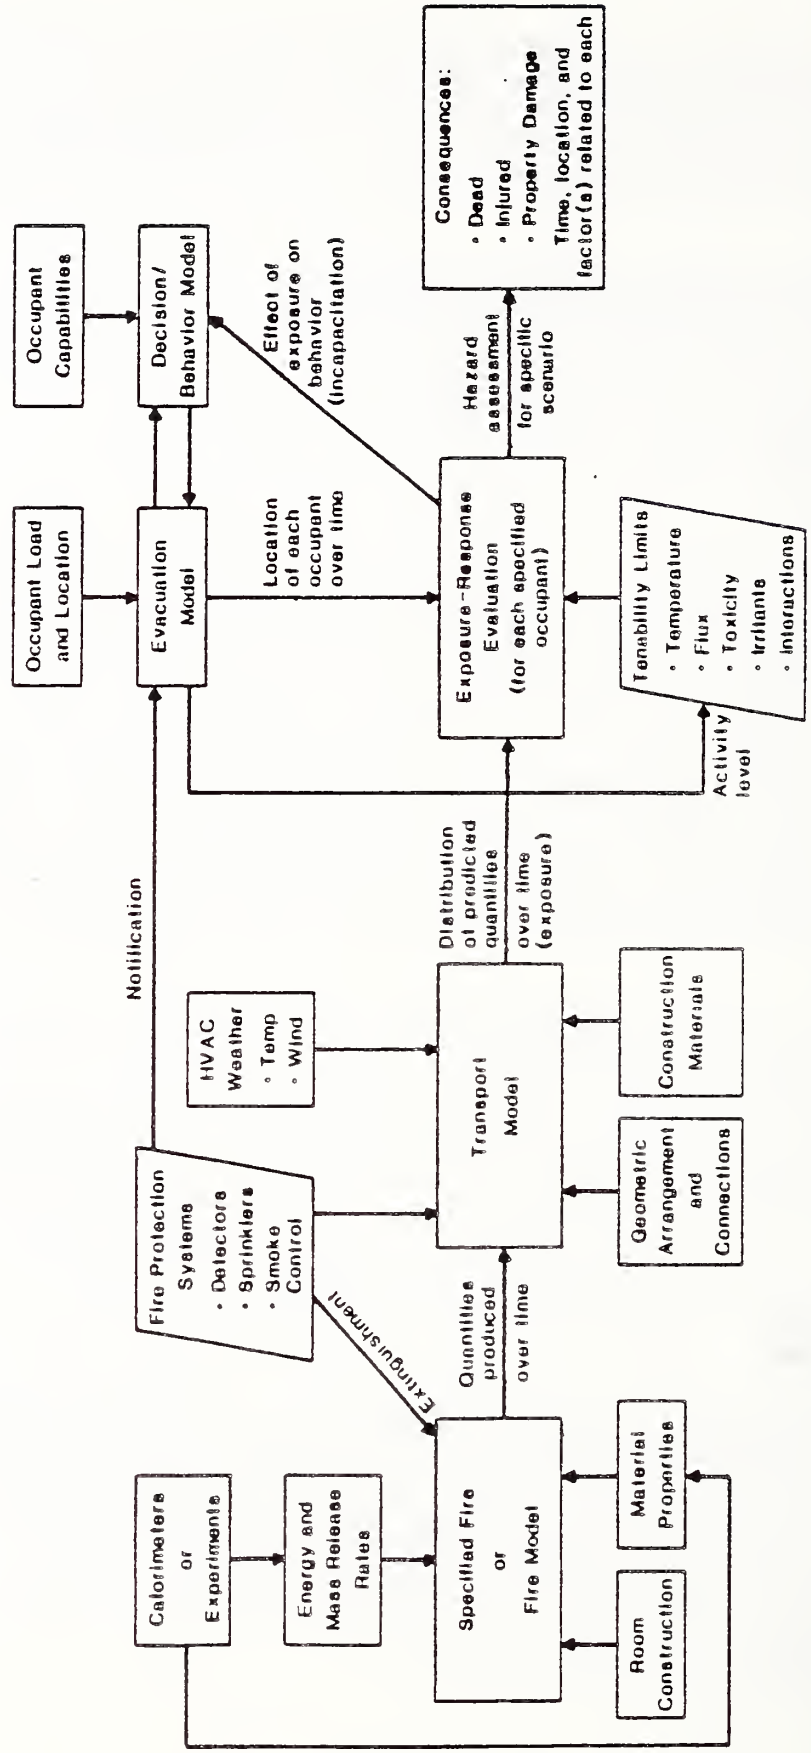 Calorimeters
or
Experiments
Energy and
Mass Release
Rates
Specified Fire
or
Fire Model
Room
Construction
Material
Properties
Fire Protection
Systems
• Detectors
• Sprinklers
• Smoke
Control
Extinguishment
Quantities
produced
over time
HVAC
Weather
• Temp
• Wind
Transport
Model
Geometric
Arrangement
and
Connections
Construction
Materials
Notification
Distribution
of predicted
quantities
over time
(exposure)
Occupant Load
and Location
Evacuation
Model
Occupant
Capabilities
Decision/
Behavior Model
Location
of each
occupant
over time
Effect of
exposure on
behavior
(incapacitation)
Exposure-Response
Evaluation
(for each specified
occupant)
Activity
level
Tenability Limits
• Temperature
• Flux
• Toxicity
• Irritants
• Interactions
Hazard
assessment
for specific
scenario
Consequences:
• Dead
• Injured
• Property Damage
Time, location, and
factor(s) related to each